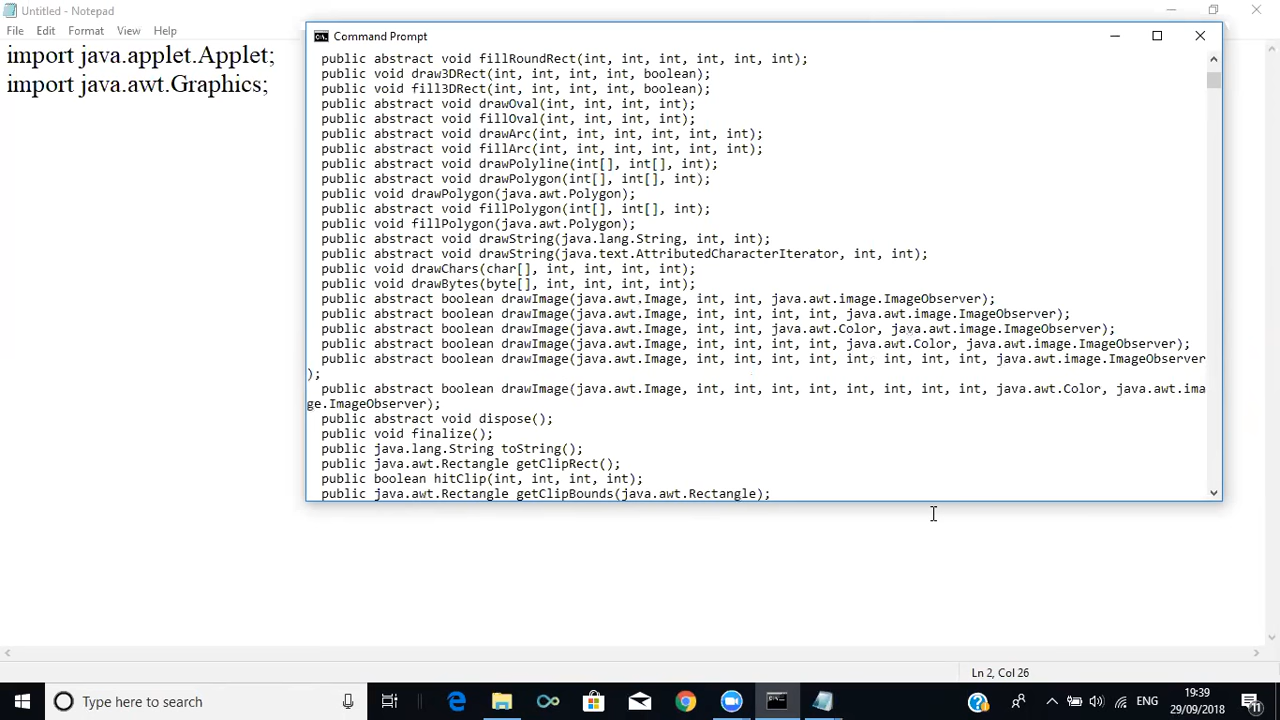 Untitled - Notepad
File Edit Format View Help
import java.applet.Applet;
import java.awt.Graphics;
Command Prompt
public abstract void fillRoundRect(int, int, int, int, int, int);
public void draw3DRect(int, int, int, int, boolean);
public void fill3DRect(int, int, int, int, boolean);
public abstract void drawOval(int, int, int, int);
public abstract void fillOval(int, int, int, int);
public abstract void drawArc(int, int, int, int, int, int);
public abstract void fillArc(int, int, int, int, int, int);
public abstract void drawPolyline(int[], int[], int);
public abstract void drawPolygon(int[], int[], int);
public void drawPolygon(java.awt.Polygon);
public abstract void fillPolygon(int[], int[], int);
public void fillPolygon(java.awt.Polygon);
public abstract void drawString(java.lang.String, int, int);
public abstract void drawString(java.text.AttributedCharacterIterator, int, int);
public void drawChars(char[], int, int, int, int);
public void drawBytes(byte[], int, int, int, int);
public abstract boolean drawImage(java.awt.Image, int, int, java.awt.image.ImageObserver);
public abstract boolean drawImage(java.awt.Image, int, int, int, int, java.awt.image.ImageObserver);
public abstract boolean drawImage(java.awt.Image, int, int, java.awt.Color, java.awt.image.ImageObserver);
public abstract boolean drawImage(java.awt.Image, int, int, int, int, java.awt.Color, java.awt.image.ImageObserver);
public abstract boolean drawImage(java.awt.Image, int, int, int, int, int, int, int, int, java.awt.image.ImageObserver
);
public abstract boolean drawImage(java.awt.Image, int, int, int, int, int, int, int, int, java.awt.Color, java.awt.ima
ge.ImageObserver);
public abstract void dispose();
public void finalize();
public java.lang.String toString();
public java.awt.Rectangle getClipRect();
public boolean hitClip(int, int, int, int);
public java.awt.Rectangle getClipBounds(java.awt.Rectangle);
Ln 2, Col 26
Type here to search
ENG
19:39
29/09/2018
11